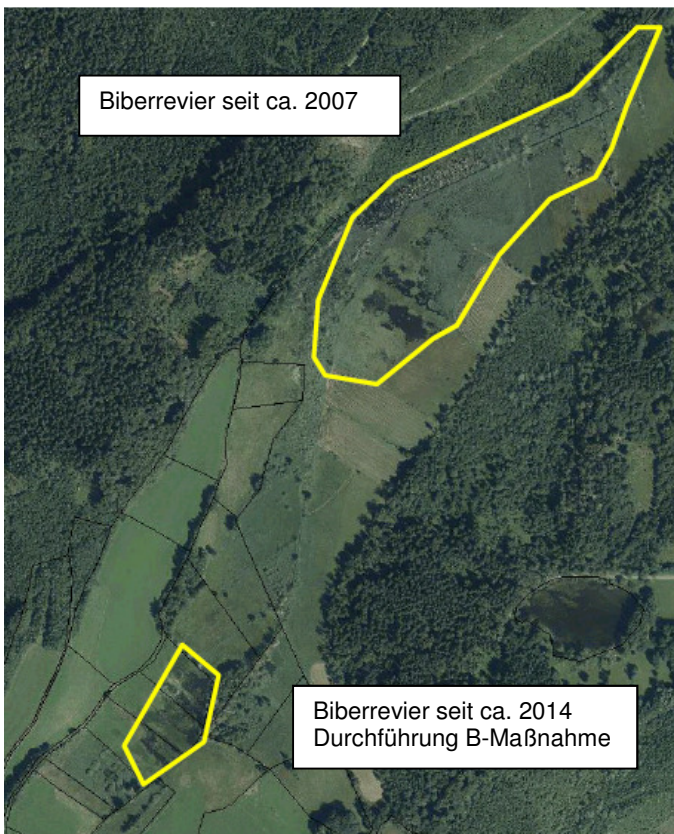 Biberrevier seit ca. 2007
Biberrevier seit ca. 2014
Durchführung B-Maßnahme